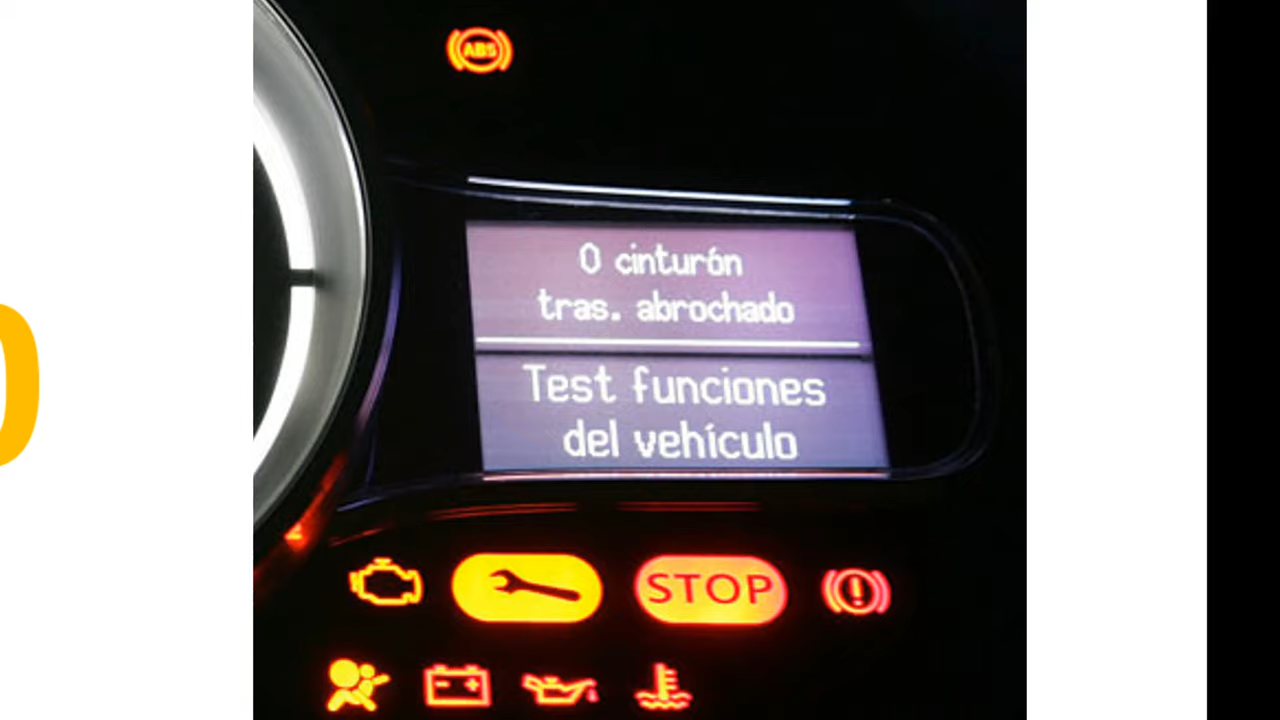 ABS
0 cinturón
tras. abrochado
Test funciones
del vehículo
STOP